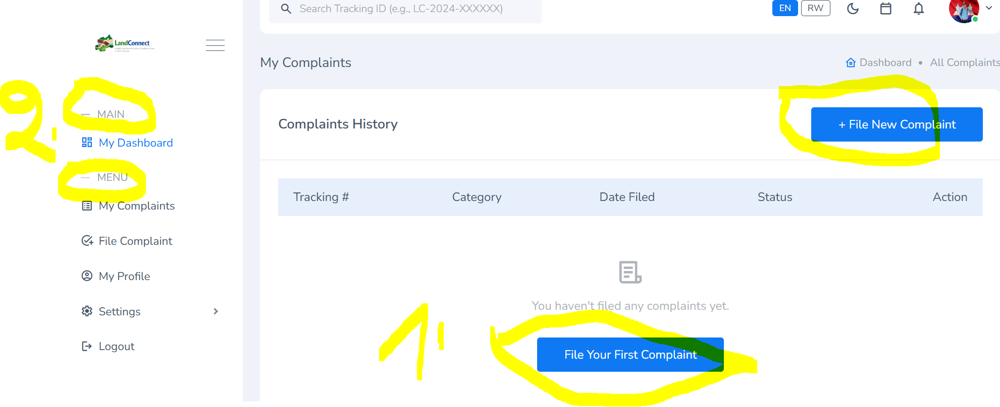 Search Tracking ID (e.g., LC-2024-XXXXXX)
EN RW
LandConnect
My Complaints
Dashboard • All Complaints
2.
— MAIN
My Dashboard
— MENU
My Complaints
File Complaint
My Profile
Settings
Logout
Complaints History
+ File New Complaint
Tracking # Category Date Filed Status Action
You haven't filed any complaints yet.
1.
File Your First Complaint